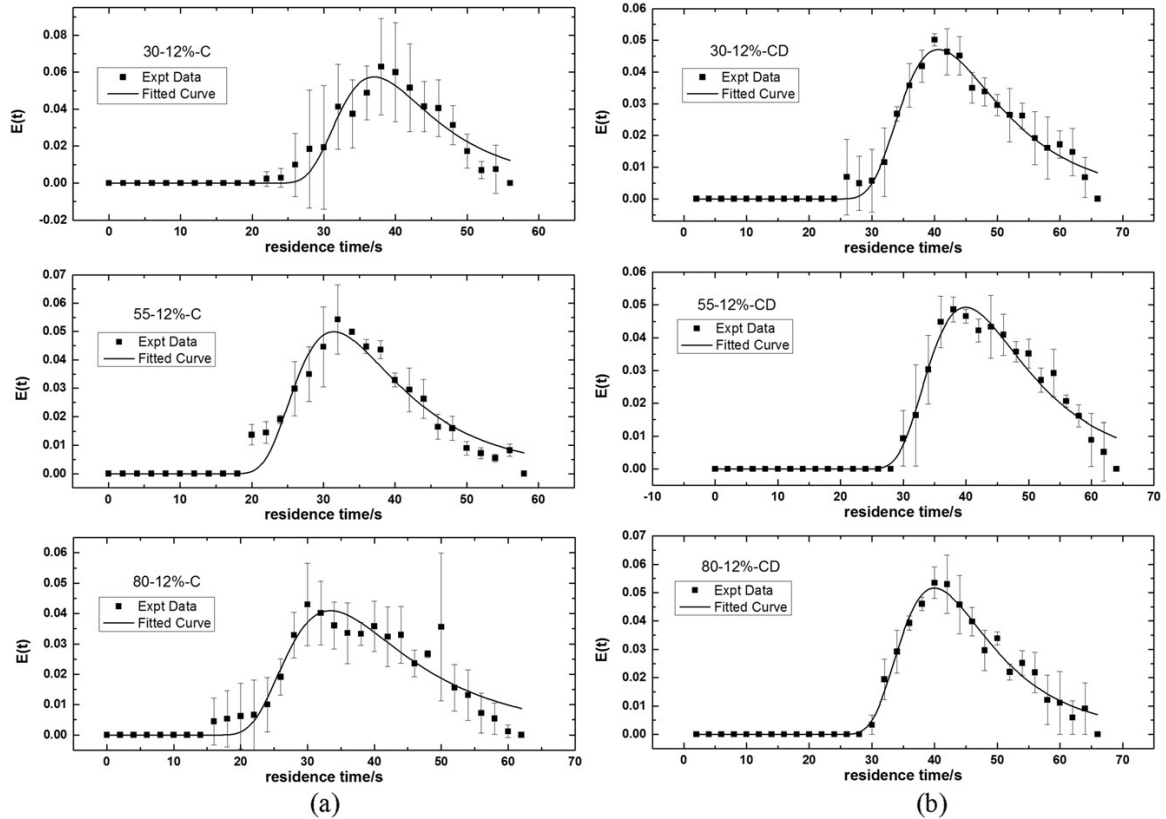 30-12%-C
Expt Data
Fitted Curve
E(t)
0.08
0.06
0.04
0.02
0.00
-0.02
0 10 20 30 40 50 60
residence time/s
55-12%-C
Expt Data
Fitted Curve
E(t)
0.07
0.06
0.05
0.04
0.03
0.02
0.01
0.00
0 10 20 30 40 50 60
residence time/s
80-12%-C
Expt Data
Fitted Curve
E(t)
0.06
0.05
0.04
0.03
0.02
0.01
0.00
0 10 20 30 40 50 60 70
residence time/s
(a)
30-12%-CD
Expt Data
Fitted Curve
E(t)
0.06
0.05
0.04
0.03
0.02
0.01
0.00
0 10 20 30 40 50 60 70
residence time/s
55-12%-CD
Expt Data
Fitted Curve
E(t)
0.06
0.05
0.04
0.03
0.02
0.01
0.00
-10 0 10 20 30 40 50 60 70
residence time/s
80-12%-CD
Expt Data
Fitted Curve
E(t)
0.07
0.06
0.05
0.04
0.03
0.02
0.01
0.00
0 10 20 30 40 50 60 70
residence time/s
(b)